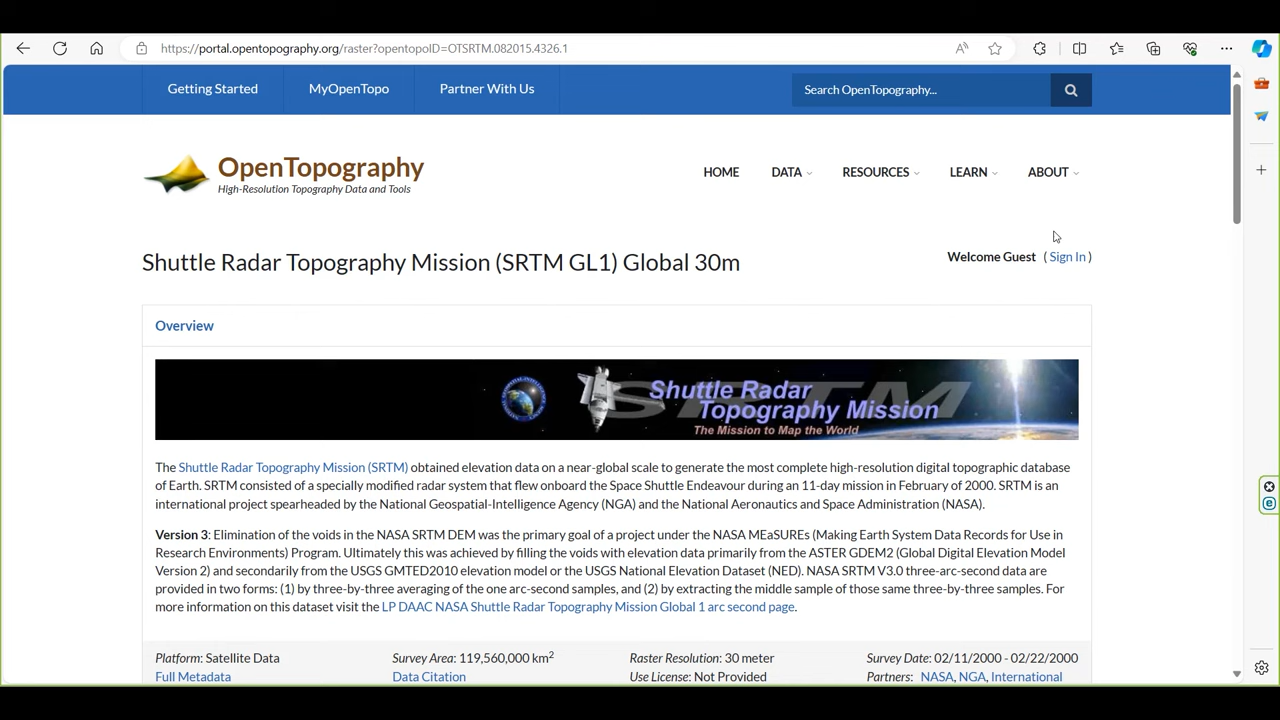 https://portal.opentopography.org/raster?opentopoID=OTSRTM.082015.4326.1
Getting Started
MyOpenTopo
Partner With Us
Search OpenTopography...
OpenTopography
High-Resolution Topography Data and Tools
HOME
DATA
RESOURCES
LEARN
ABOUT
Shuttle Radar Topography Mission (SRTM GL1) Global 30m
Welcome Guest ( Sign In )
Overview
SRTM
Shuttle Radar
Topography Mission
The Mission to Map the World
The Shuttle Radar Topography Mission (SRTM) obtained elevation data on a near-global scale to generate the most complete high-resolution digital topographic database
of Earth. SRTM consisted of a specially modified radar system that flew onboard the Space Shuttle Endeavour during an 11-day mission in February of 2000. SRTM is an
international project spearheaded by the National Geospatial-Intelligence Agency (NGA) and the National Aeronautics and Space Administration (NASA).
Version 3: Elimination of the voids in the NASA SRTM DEM was the primary goal of a project under the NASA MEaSUREs (Making Earth System Data Records for Use in
Research Environments) Program. Ultimately this was achieved by filling the voids with elevation data primarily from the ASTER GDEM2 (Global Digital Elevation Model
Version 2) and secondarily from the USGS GMTED2010 elevation model or the USGS National Elevation Dataset (NED). NASA SRTM V3.0 three-arc-second data are
provided in two forms: (1) by three-by-three averaging of the one arc-second samples, and (2) by extracting the middle sample of those same three-by-three samples. For
more information on this dataset visit the LP DAAC NASA Shuttle Radar Topography Mission Global 1 arc second page.
Platform: Satellite Data
Survey Area: 119,560,000 km2
Raster Resolution: 30 meter
Survey Date: 02/11/2000 - 02/22/2000
Full Metadata
Data Citation
Use License: Not Provided
Partners: NASA, NGA, International